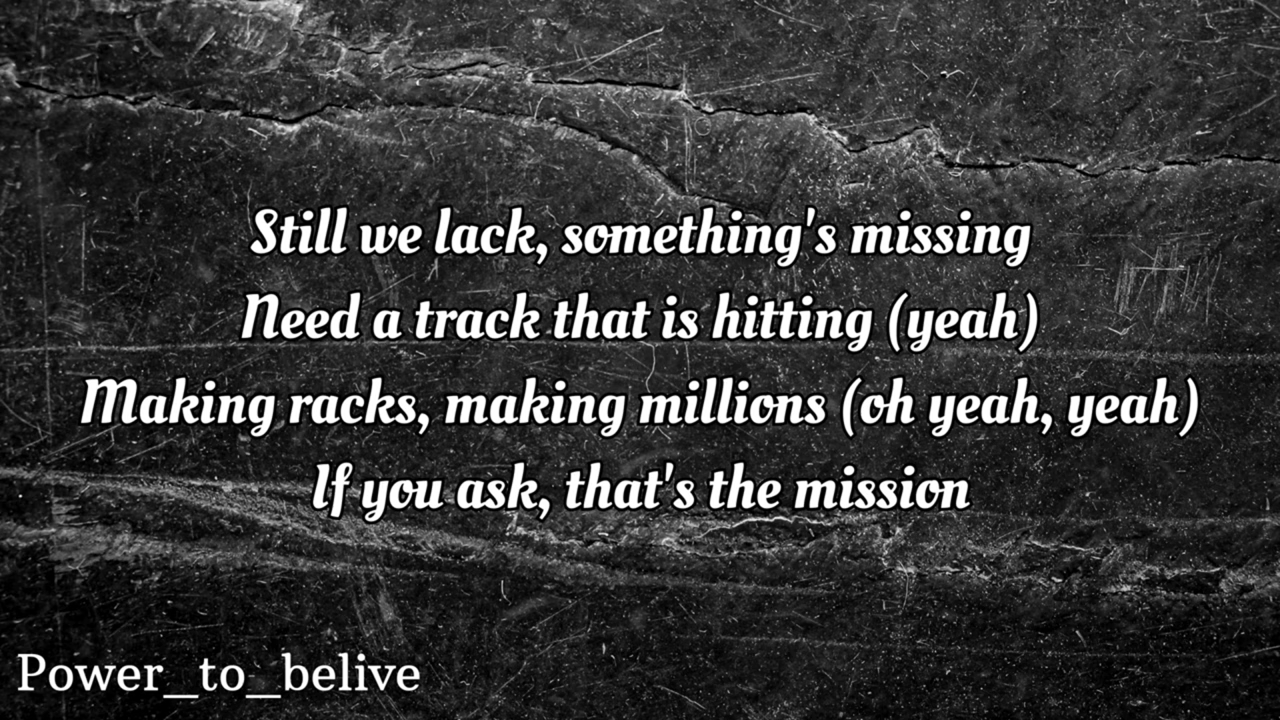 Still we lack, something's missing
Need a track that is hitting (yeah)
Making racks, making millions (oh yeah, yeah)
If you ask, that's the mission
Power_to_belive